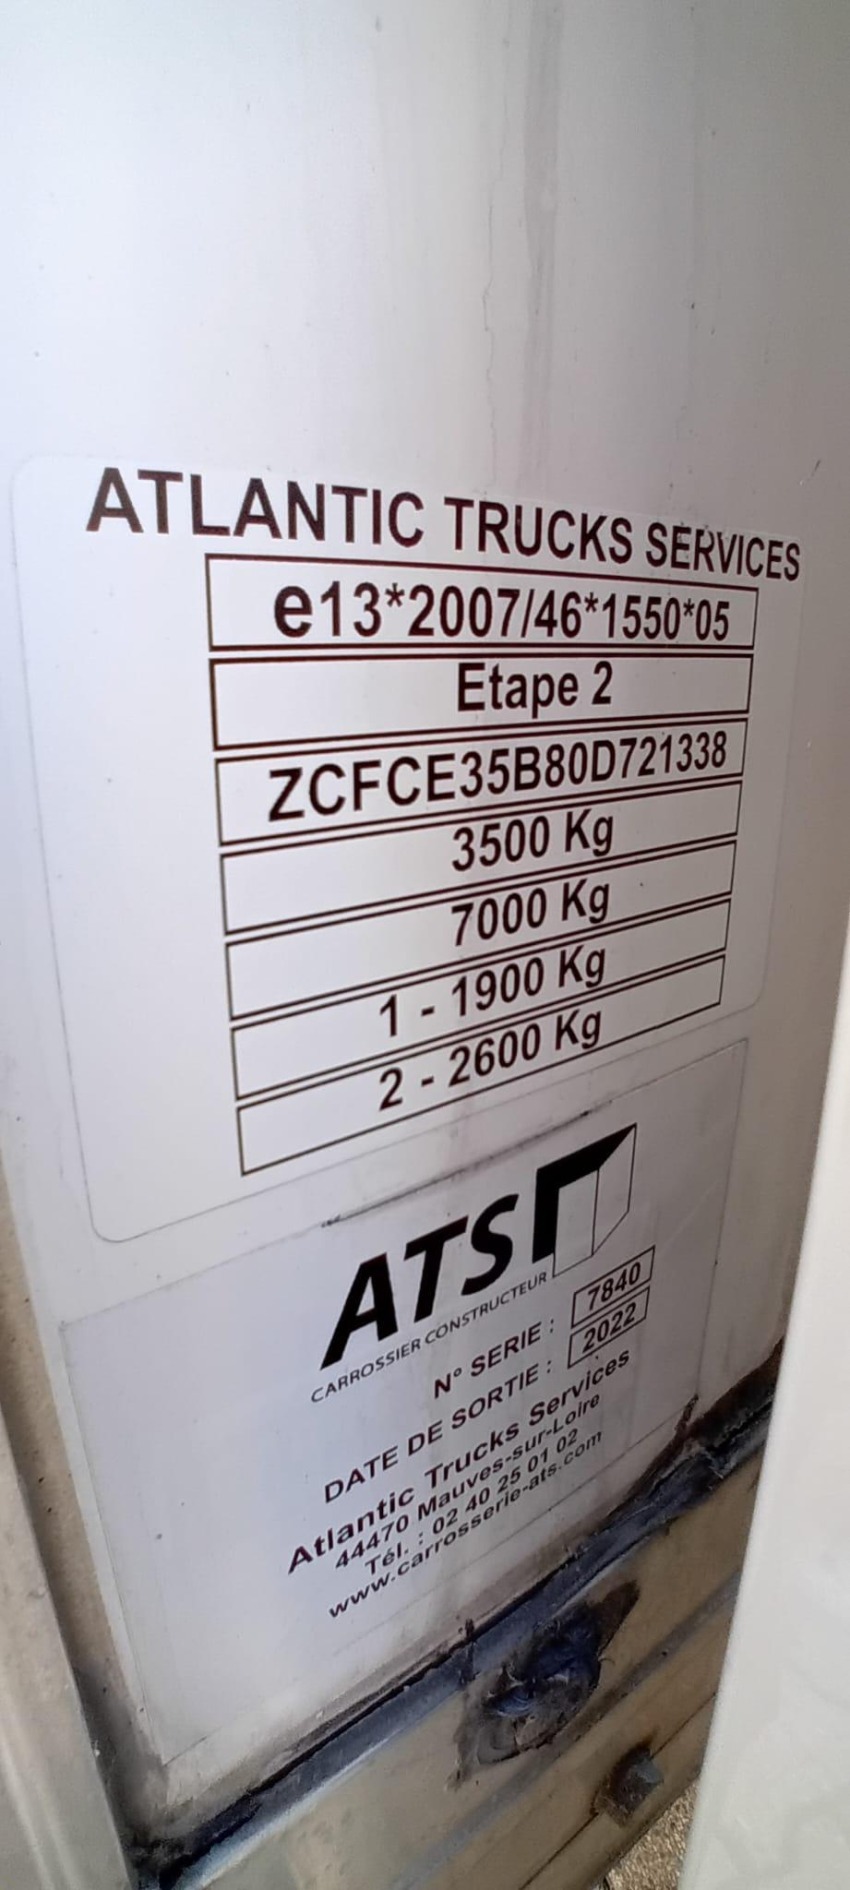 ATLANTIC TRUCKS SERVICES
e13*2007/46*1550*05
Etape 2
ZCFCE35B80D721338
3500 Kg
7000 Kg
1 - 1900 Kg
2 - 2600 Kg
ATS
CARROSSIER CONSTRUCTEUR
N° SERIE : 7840
DATE DE SORTIE : 2022
Atlantic Trucks Services
44470 Mauves-sur-Loire
Tél. : 02 40 25 01 02
www.carrosserie-ats.com